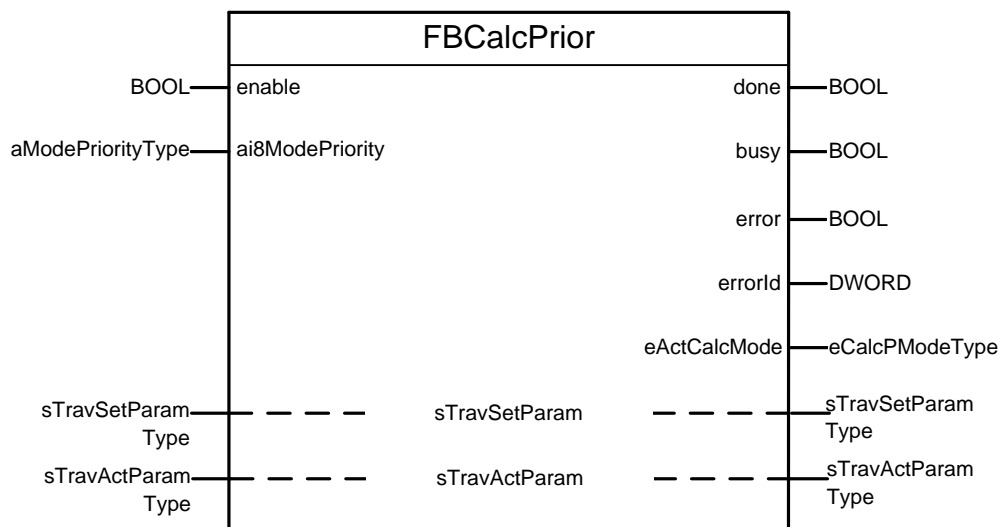 FBCalcPrior
BOOL enable done BOOL
aModePriorityType ai8ModePriority busy BOOL
error BOOL
errorId DWORD
eActCalcMode eCalcPModeType
sTravSetParam sTravSetParam sTravSetParam
Type Type
sTravActParam sTravActParam sTravActParam
Type Type